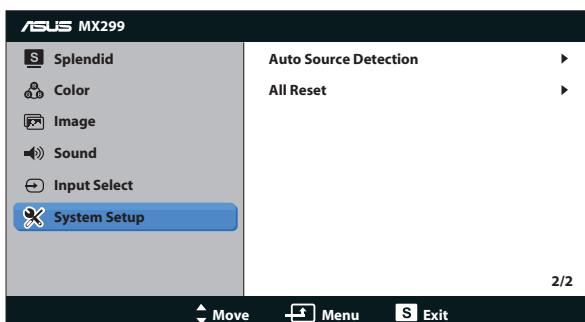 ASUS MX299
S Splendid
Color
Image
Sound
Input Select
System Setup
Auto Source Detection
All Reset
2/2
Move Menu S Exit